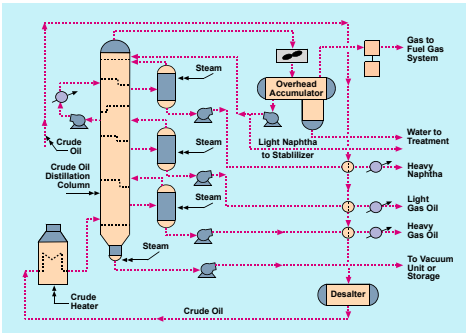 Gas to
Fuel Gas
System
Steam
Overhead
Accumulator
Crude
Oil
Light Naphtha
to Stablilizer
Water to
Treatment
Steam
Crude Oil
Distillation
Column
Heavy
Naphtha
Steam
Light
Gas Oil
Heavy
Gas Oil
Steam
To Vacuum
Unit or
Storage
Crude
Heater
Desalter
Crude Oil